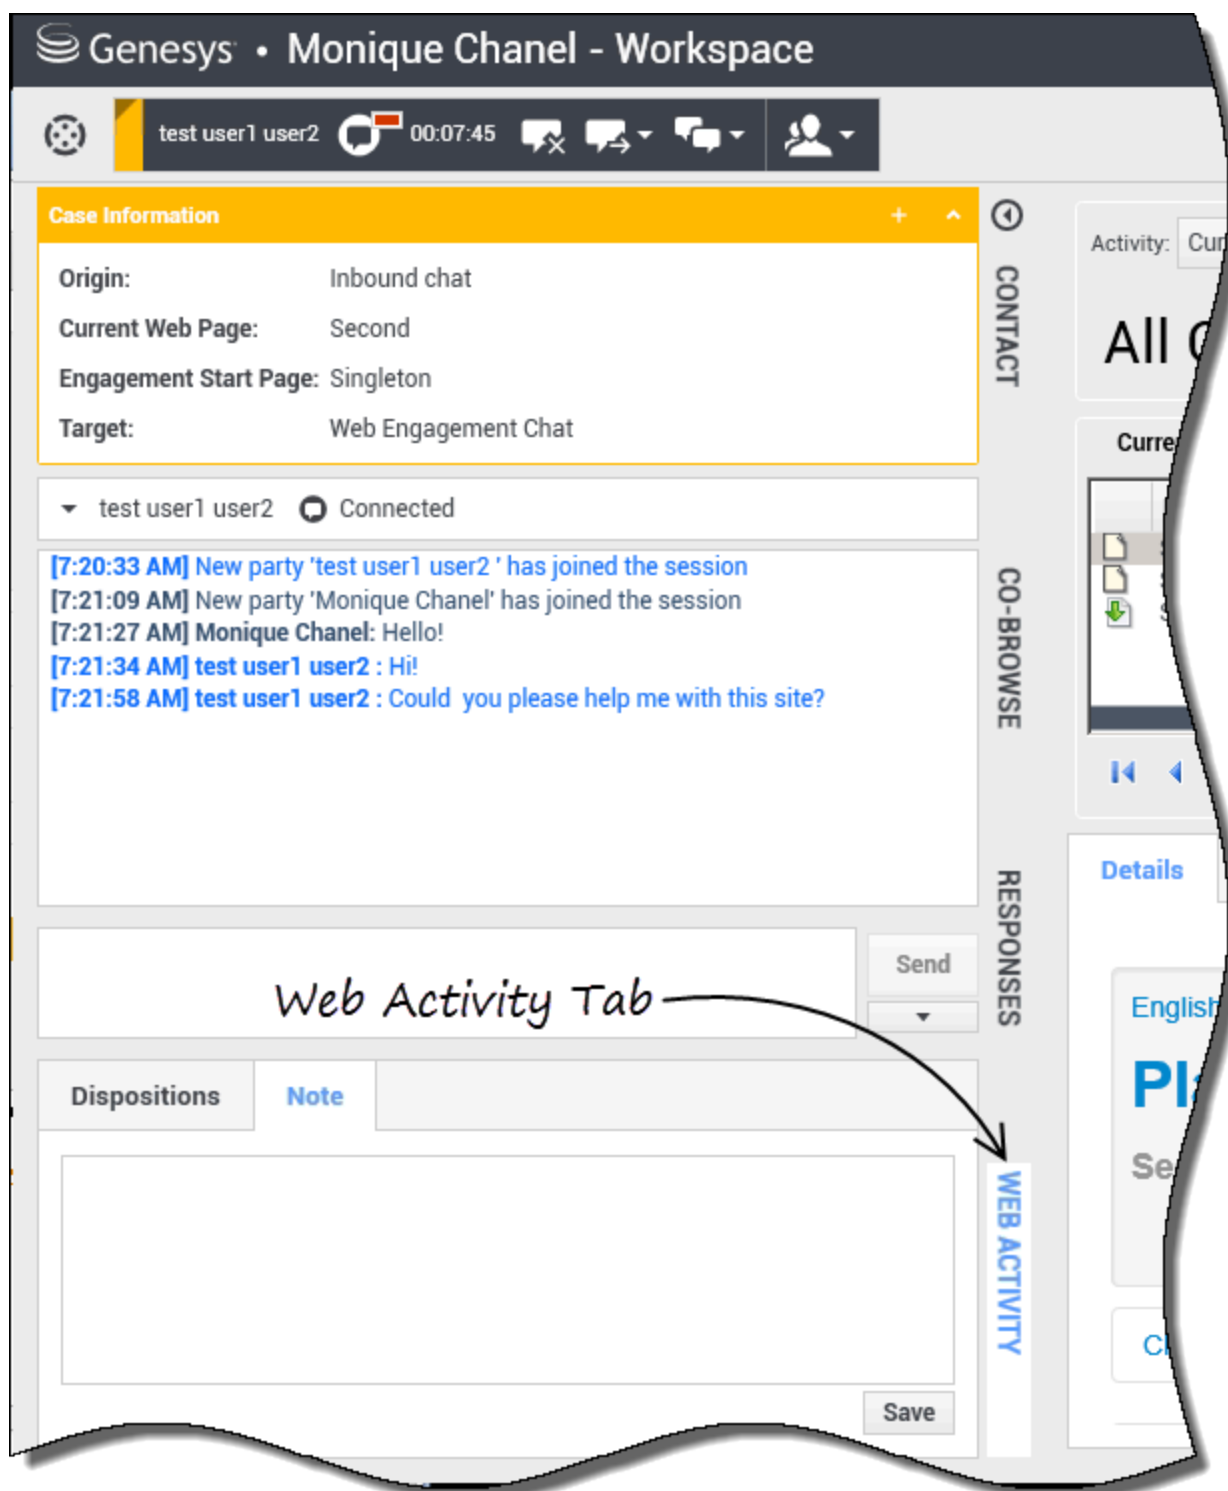 Genesys • Monique Chanel - Workspace
test user1 user2 00:07:45
Case Information
Origin: Inbound chat
Current Web Page: Second
Engagement Start Page: Singleton
Target: Web Engagement Chat
test user1 user2 Connected
[7:20:33 AM] New party 'test user1 user2 ' has joined the session
[7:21:09 AM] New party 'Monique Chanel' has joined the session
[7:21:27 AM] Monique Chanel: Hello!
[7:21:34 AM] test user1 user2 : Hi!
[7:21:58 AM] test user1 user2 : Could  you please help me with this site?
Send
Web Activity Tab
Dispositions Note
Save
CONTACT
CO-BROWSE
RESPONSES
WEB ACTIVITY
Activity:
All
Details
English